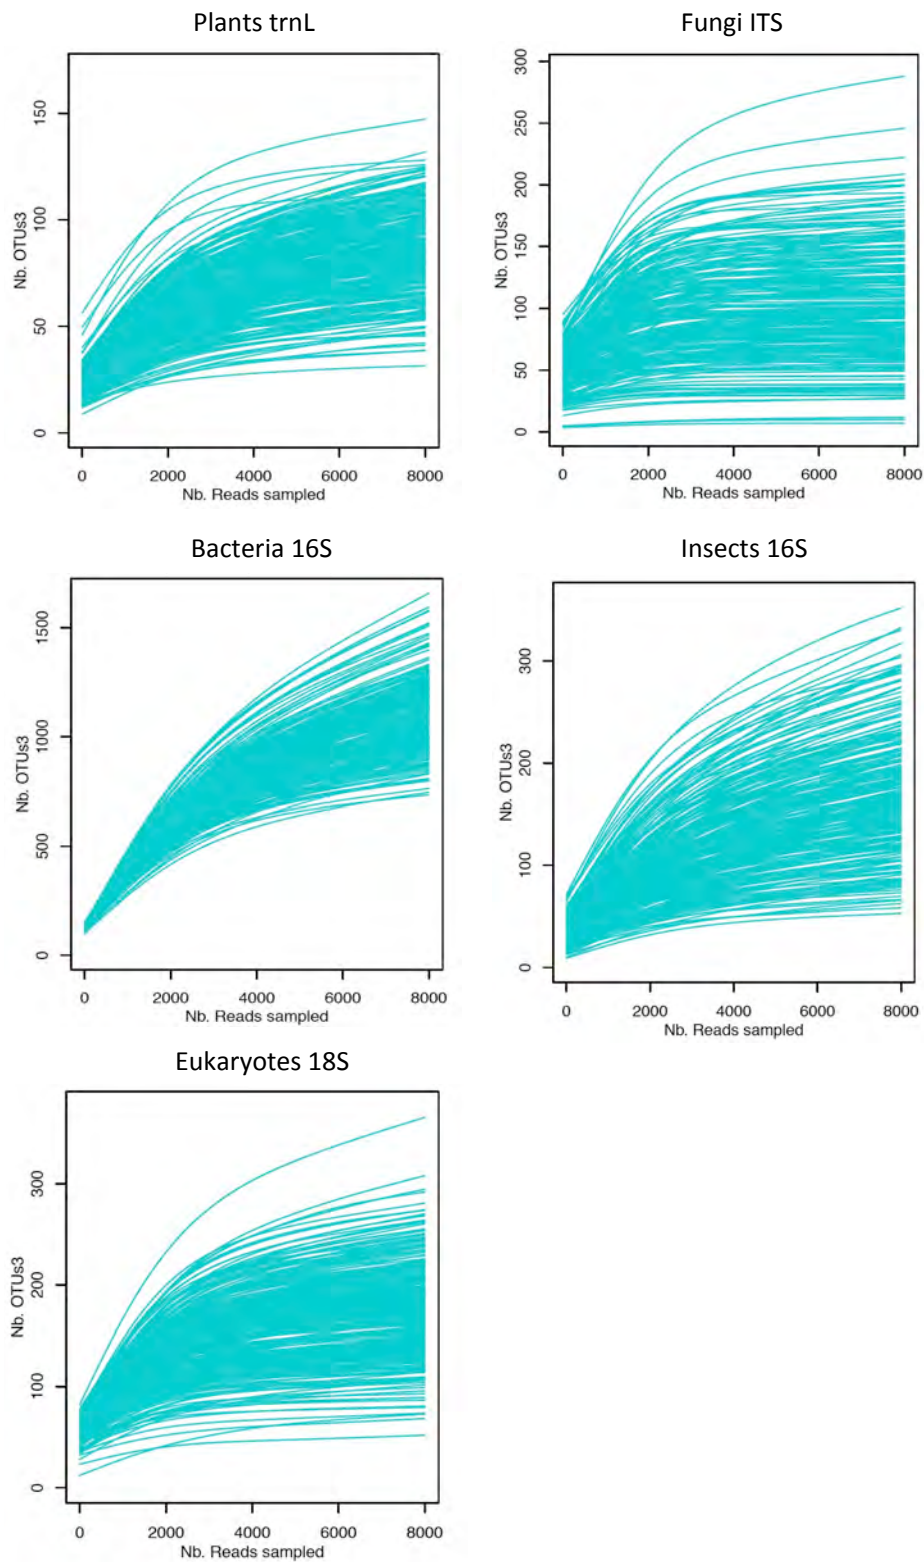 Plants trnL
Nb. OTUs3
150
100
50
0
0 2000 4000 6000 8000
Nb. Reads sampled
Fungi ITS
Nb. OTUs3
300
250
200
150
100
50
0
0 2000 4000 6000 8000
Nb. Reads sampled
Bacteria 16S
Nb. OTUs3
1500
1000
500
0
0 2000 4000 6000 8000
Nb. Reads sampled
Insects 16S
Nb. OTUs3
300
200
100
0
0 2000 4000 6000 8000
Nb. Reads sampled
Eukaryotes 18S
Nb. OTUs3
300
200
100
0
0 2000 4000 6000 8000
Nb. Reads sampled